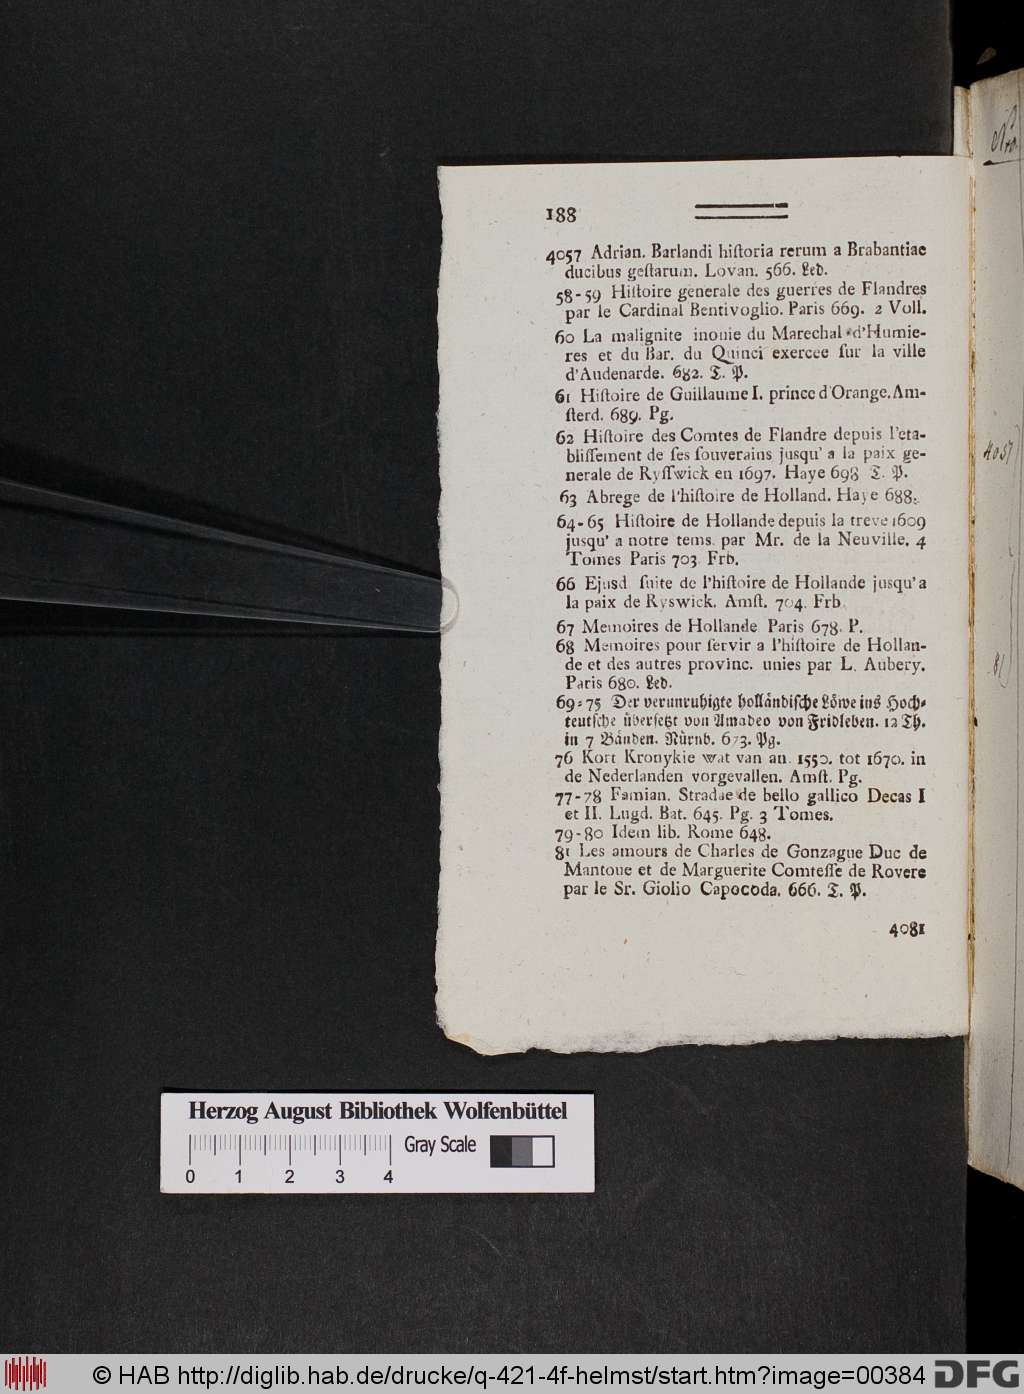 188
4057 Adrian. Barlandi hiſtoria rerum a Brabantiae
ducibus geſtarum. Lovan. 566. Led.
58-59 Hiſtoire generale des guerres de Flandres
par le Cardinal Bentivoglio. Paris 669. 2 Voll.
60 La malignite inouie du Marechal d'Humie-
res et du Bar. du Quinci exercee ſur la ville
d'Audenarde. 682. T. P.
61 Hiſtoire de Guillaume I. prince d'Orange. Am-
ſterd. 689. Pg.
62 Hiſtoire des Comtes de Flandre depuis l'eta-
bliſſement de ſes ſouverains jusqu' a la paix ge-
nerale de Ryſſwick en 1697. Haye 698 T. P.
63 Abrege de l'hiſtoire de Holland. Haye 688.
64-65 Hiſtoire de Hollande depuis la treve 1609
jusqu' a notre tems. par Mr. de la Neuville. 4
Tomes Paris 703. Frb.
66 Ejusd. ſuite de l'hiſtoire de Hollande jusqu' a
la paix de Ryswick. Amſt. 704. Frb.
67 Memoires de Hollande. Paris 678. P.
68 Memoires pour ſervir a l'hiſtoire de Hollan-
de et des autres provinc. unies par L. Aubery.
Paris 680. Led.
69-75 Der verunruhigte holländiſche Löwe ins Hoch-
teutſche überſetzt von Amadeo von Fridleben. 12 Th.
in 7 Bänden. Nürnb. 673. Pg.
76 Kort Kronykie wat van an. 1550. tot 1670. in
de Nederlanden vorgevallen. Amſt. Pg.
77-78 Famian. Stradae de bello gallico Decas I
et II. Lugd. Bat. 645. Pg. 3 Tomes.
79-80 Idem lib. Rome 648.
81 Les amours de Charles de Gonzague Duc de
Mantoue et de Marguerite Comteſſe de Rovere
par le Sr. Giolio Capocoda. 666. T. P.
4081
4057
81
Herzog August Bibliothek Wolfenbüttel
Gray Scale
0 1 2 3 4
© HAB http://diglib.hab.de/drucke/q-421-4f-helmst/start.htm?image=00384
DFG